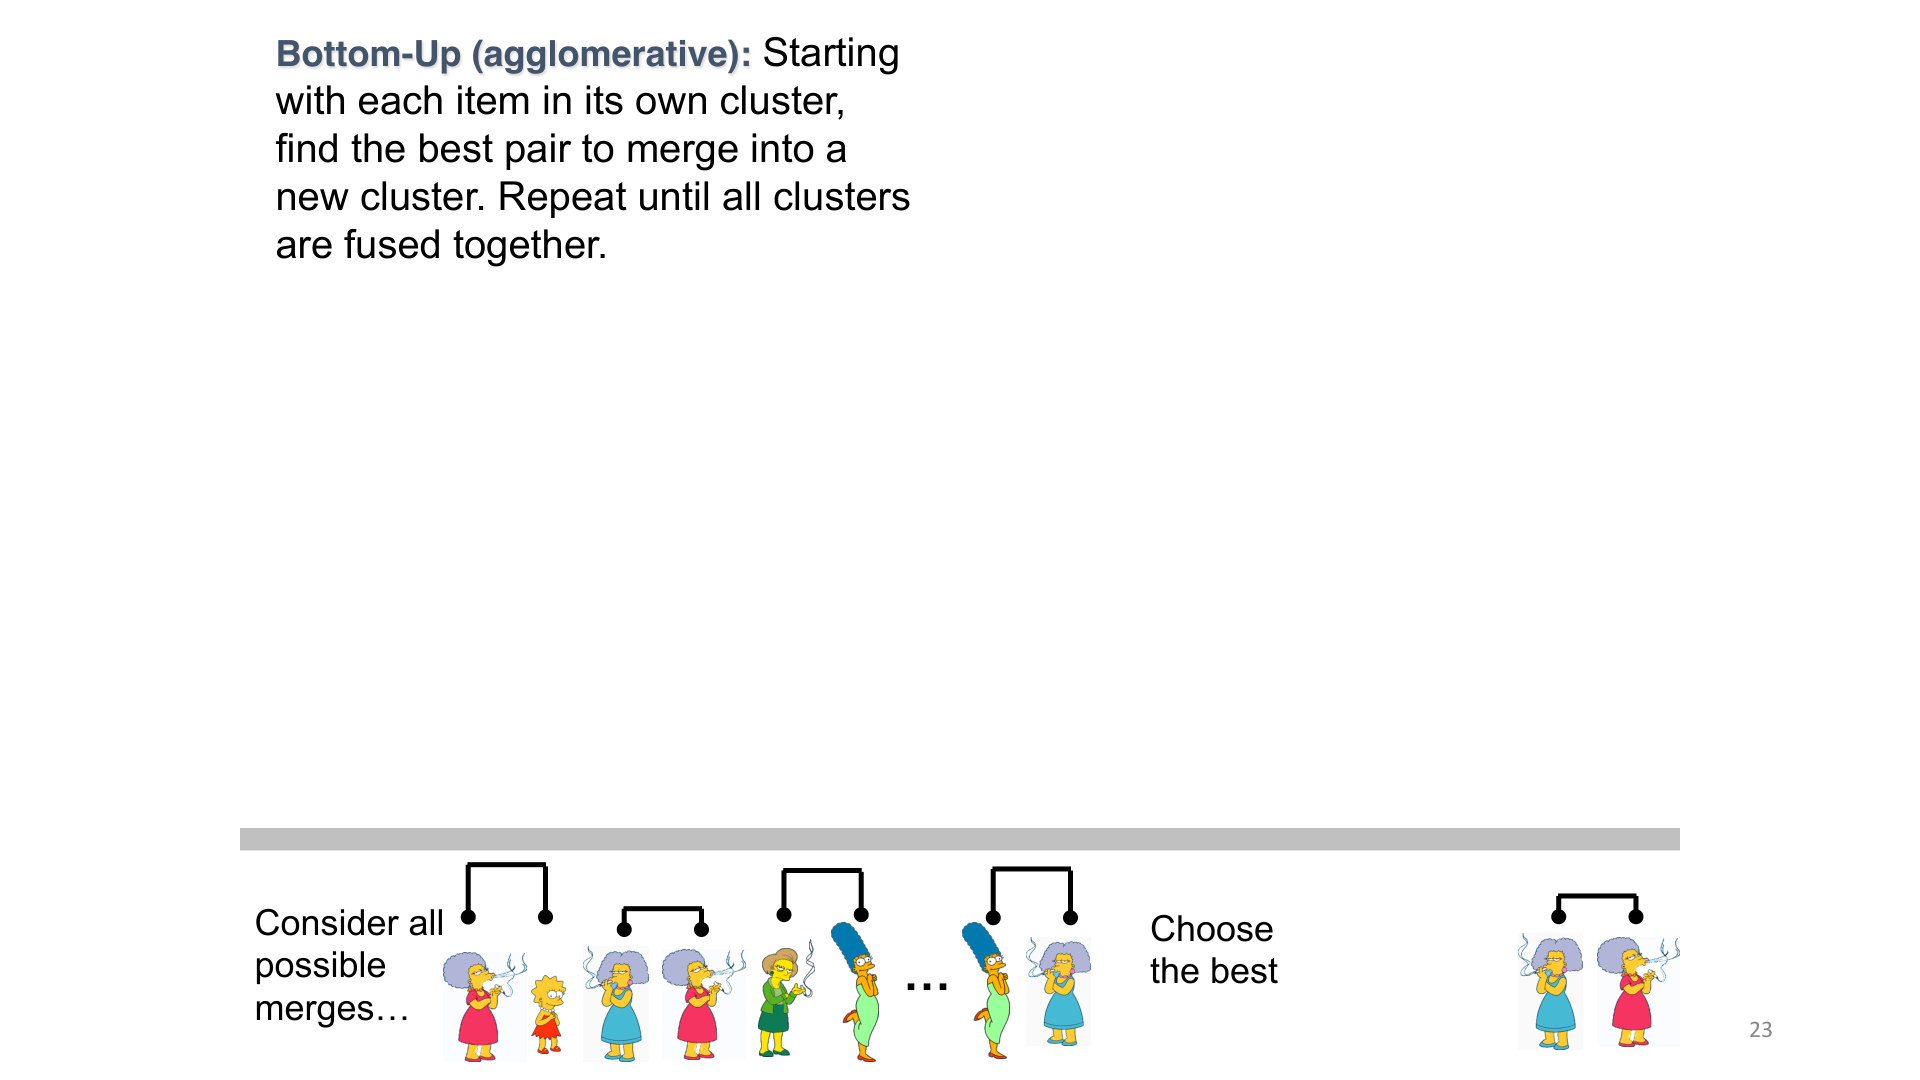 Bottom-Up (agglomerative): Starting
with each item in its own cluster,
find the best pair to merge into a
new cluster. Repeat until all clusters
are fused together.
Consider all
possible
merges…
…
Choose
the best
23